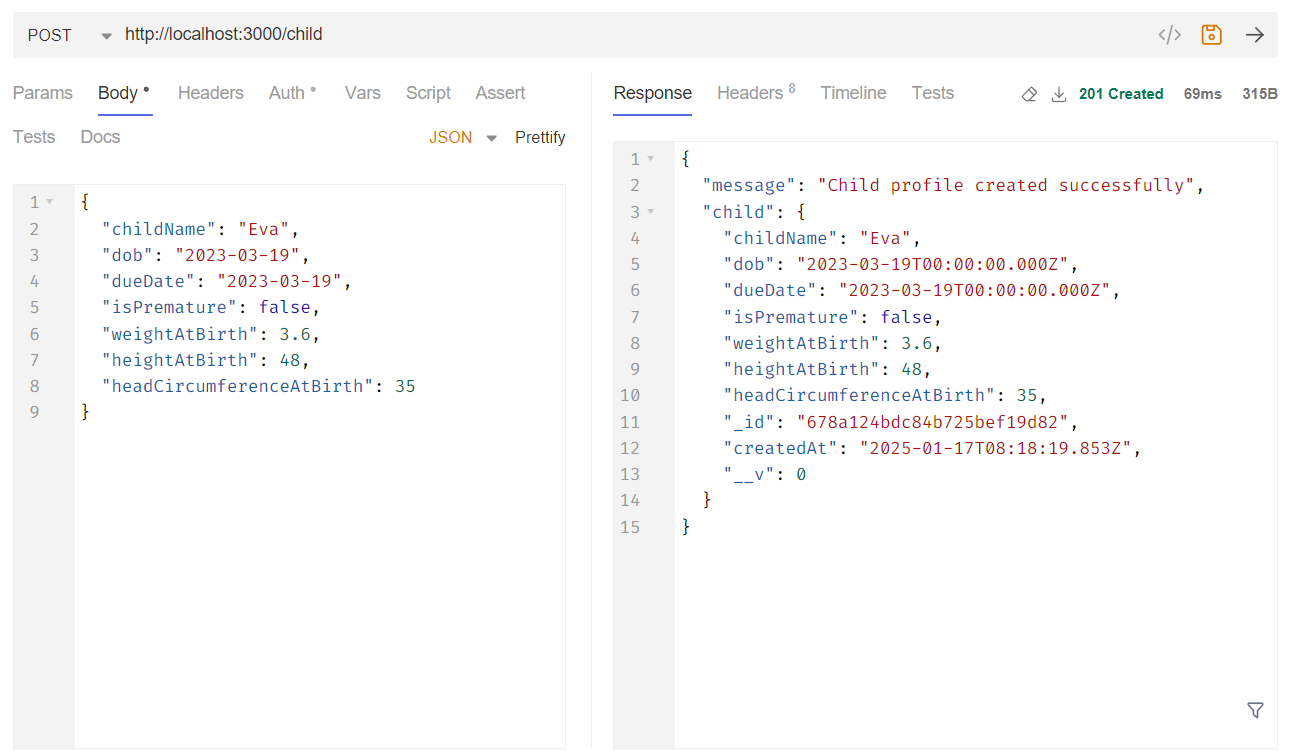 POST http://localhost:3000/child </>
Params Body Headers Auth Vars Script Assert
Tests Docs JSON Prettify
1 {
2 "childName": "Eva",
3 "dob": "2023-03-19",
4 "dueDate": "2023-03-19",
5 "isPremature": false,
6 "weightAtBirth": 3.6,
7 "heightAtBirth": 48,
8 "headCircumferenceAtBirth": 35
9 }
Response Headers 8 Timeline Tests 201 Created 69ms 315B
1 {
2 "message": "Child profile created successfully",
3 "child": {
4 "childName": "Eva",
5 "dob": "2023-03-19T00:00:00.000Z",
6 "dueDate": "2023-03-19T00:00:00.000Z",
7 "isPremature": false,
8 "weightAtBirth": 3.6,
9 "heightAtBirth": 48,
10 "headCircumferenceAtBirth": 35,
11 "_id": "678a124bdc84b725bef19d82",
12 "createdAt": "2025-01-17T08:18:19.853Z",
13 "__v": 0
14 }
15 }